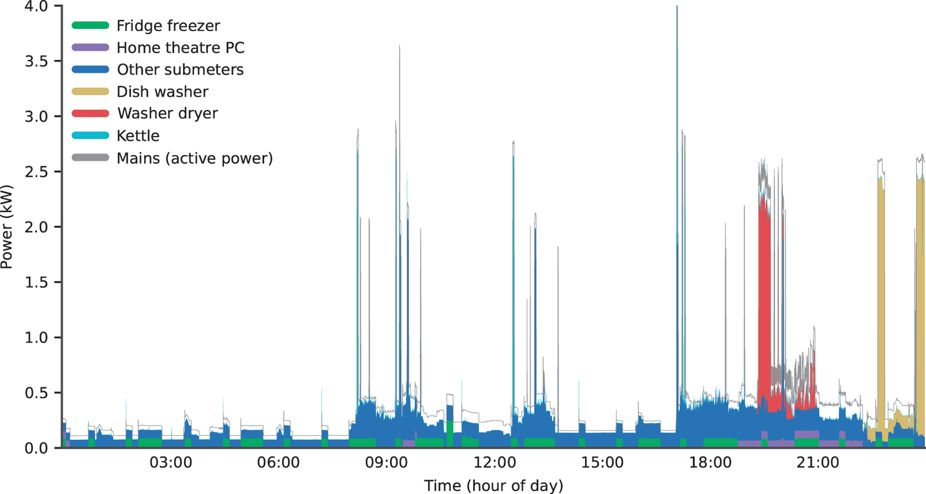 4.0
3.5
3.0
2.5
2.0
1.5
1.0
0.5
0.0
Power (kW)
Fridge freezer
Home theatre PC
Other submeters
Dish washer
Washer dryer
Kettle
Mains (active power)
03:00 06:00 09:00 12:00 15:00 18:00 21:00
Time (hour of day)